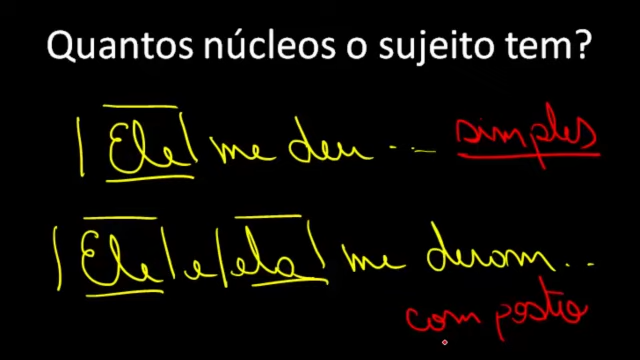 Quantos núcleos o sujeito tem?
|Ele| me deu ... simples
|Ele| e |ela| me deram...
composto